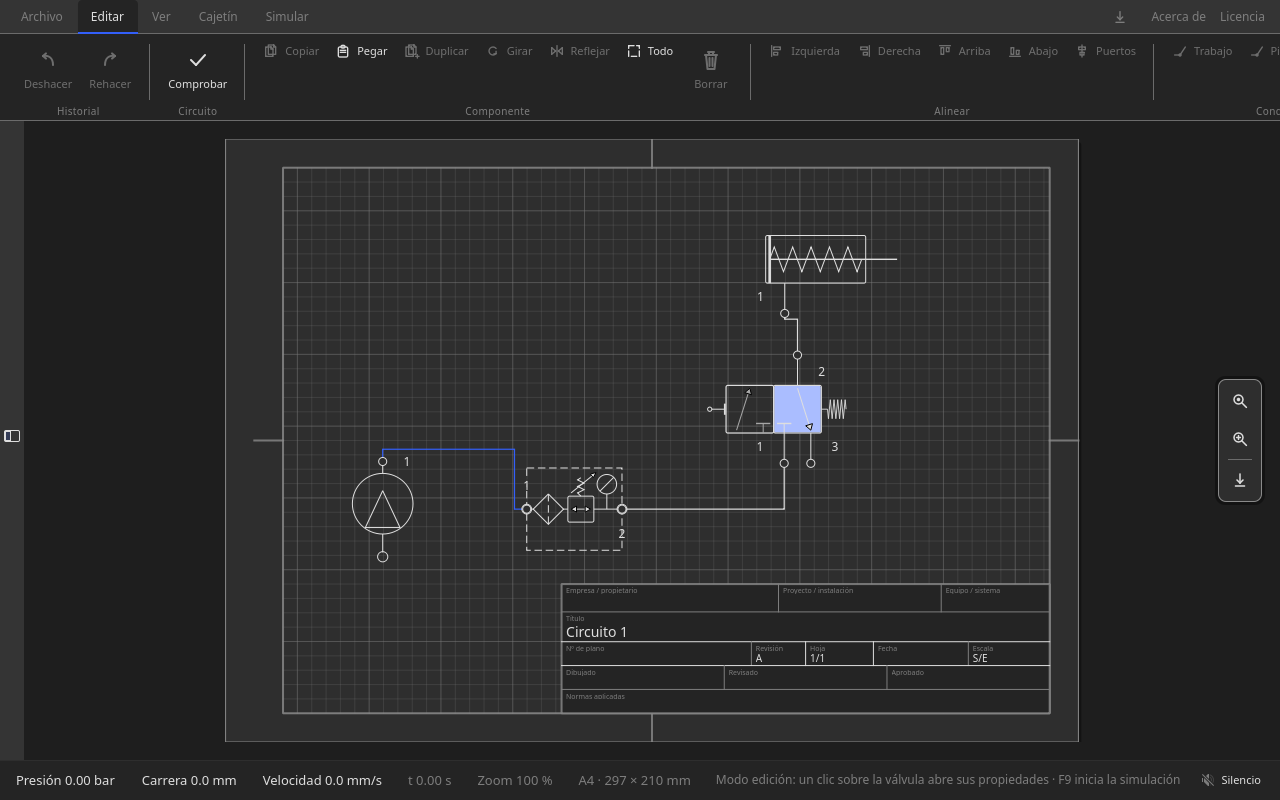 Archivo Editar Ver Cajetín Simular Acerca de Licencia
Copiar Pegar Duplicar Girar Reflejar Todo Izquierda Derecha Arriba Abajo Puertos Trabajo
Deshacer Rehacer Comprobar Borrar
Historial Circuito Componente Alinear
1
2
1 3
1
1
2
Empresa / propietario Proyecto / instalación Equipo / sistema
Título
Circuito 1
Nº de plano Revisión Hoja Fecha Escala
A 1/1 S/E
Dibujado Revisado Aprobado
Normas aplicadas
Presión 0.00 bar Carrera 0.0 mm Velocidad 0.0 mm/s t 0.00 s Zoom 100 % A4 · 297 × 210 mm Modo edición: un clic sobre la válvula abre sus propiedades · F9 inicia la simulación Silencio